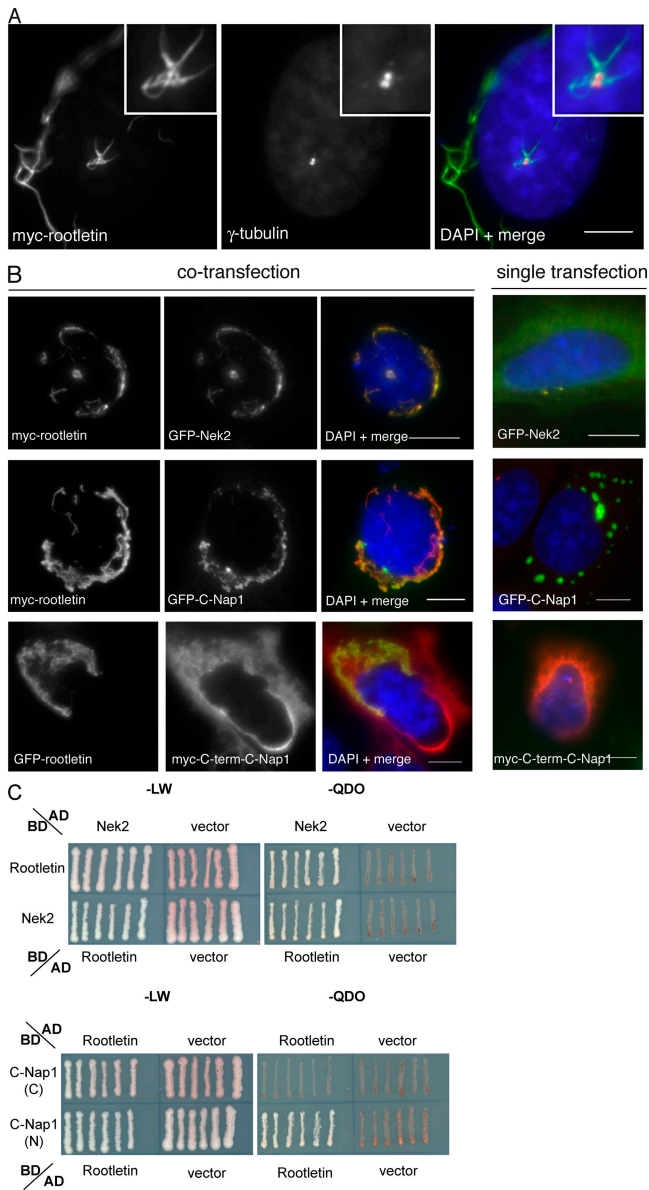 A
myc-rootletin
γ-tubulin
DAPI + merge
B
co-transfection
single transfection
myc-rootletin
GFP-Nek2
DAPI + merge
GFP-Nek2
myc-rootletin
GFP-C-Nap1
DAPI + merge
GFP-C-Nap1
GFP-rootletin
myc-C-term-C-Nap1
DAPI + merge
myc-C-term-C-Nap1
C
-LW
-QDO
BD AD
Nek2
vector
Nek2
vector
Rootletin
Nek2
BD AD
Rootletin
vector
Rootletin
vector
-LW
-QDO
BD AD
Rootletin
vector
Rootletin
vector
C-Nap1
(C)
C-Nap1
(N)
BD AD
Rootletin
vector
Rootletin
vector